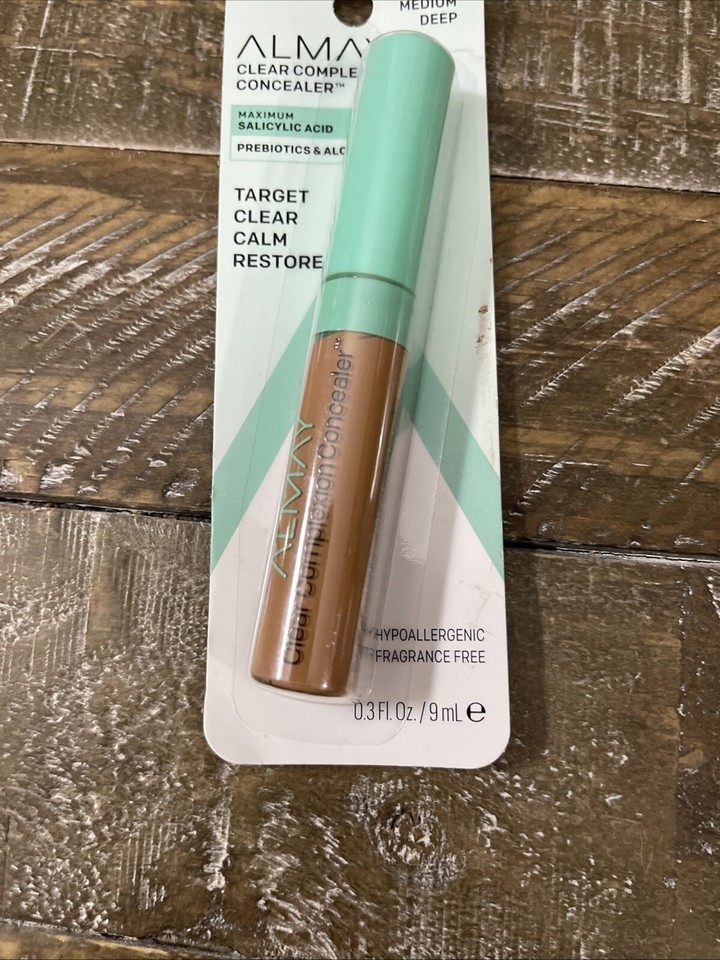 MEDIUM
DEEP
ALMAY
CLEAR COMPLE
CONCEALER™
MAXIMUM
SALICYLIC ACID
PREBIOTICS & ALO
TARGET
CLEAR
CALM
RESTORE
ALMAY
Clear Complexion Concealer™
HYPOALLERGENIC
FRAGRANCE FREE
0.3 Fl. Oz. / 9 mL ℮